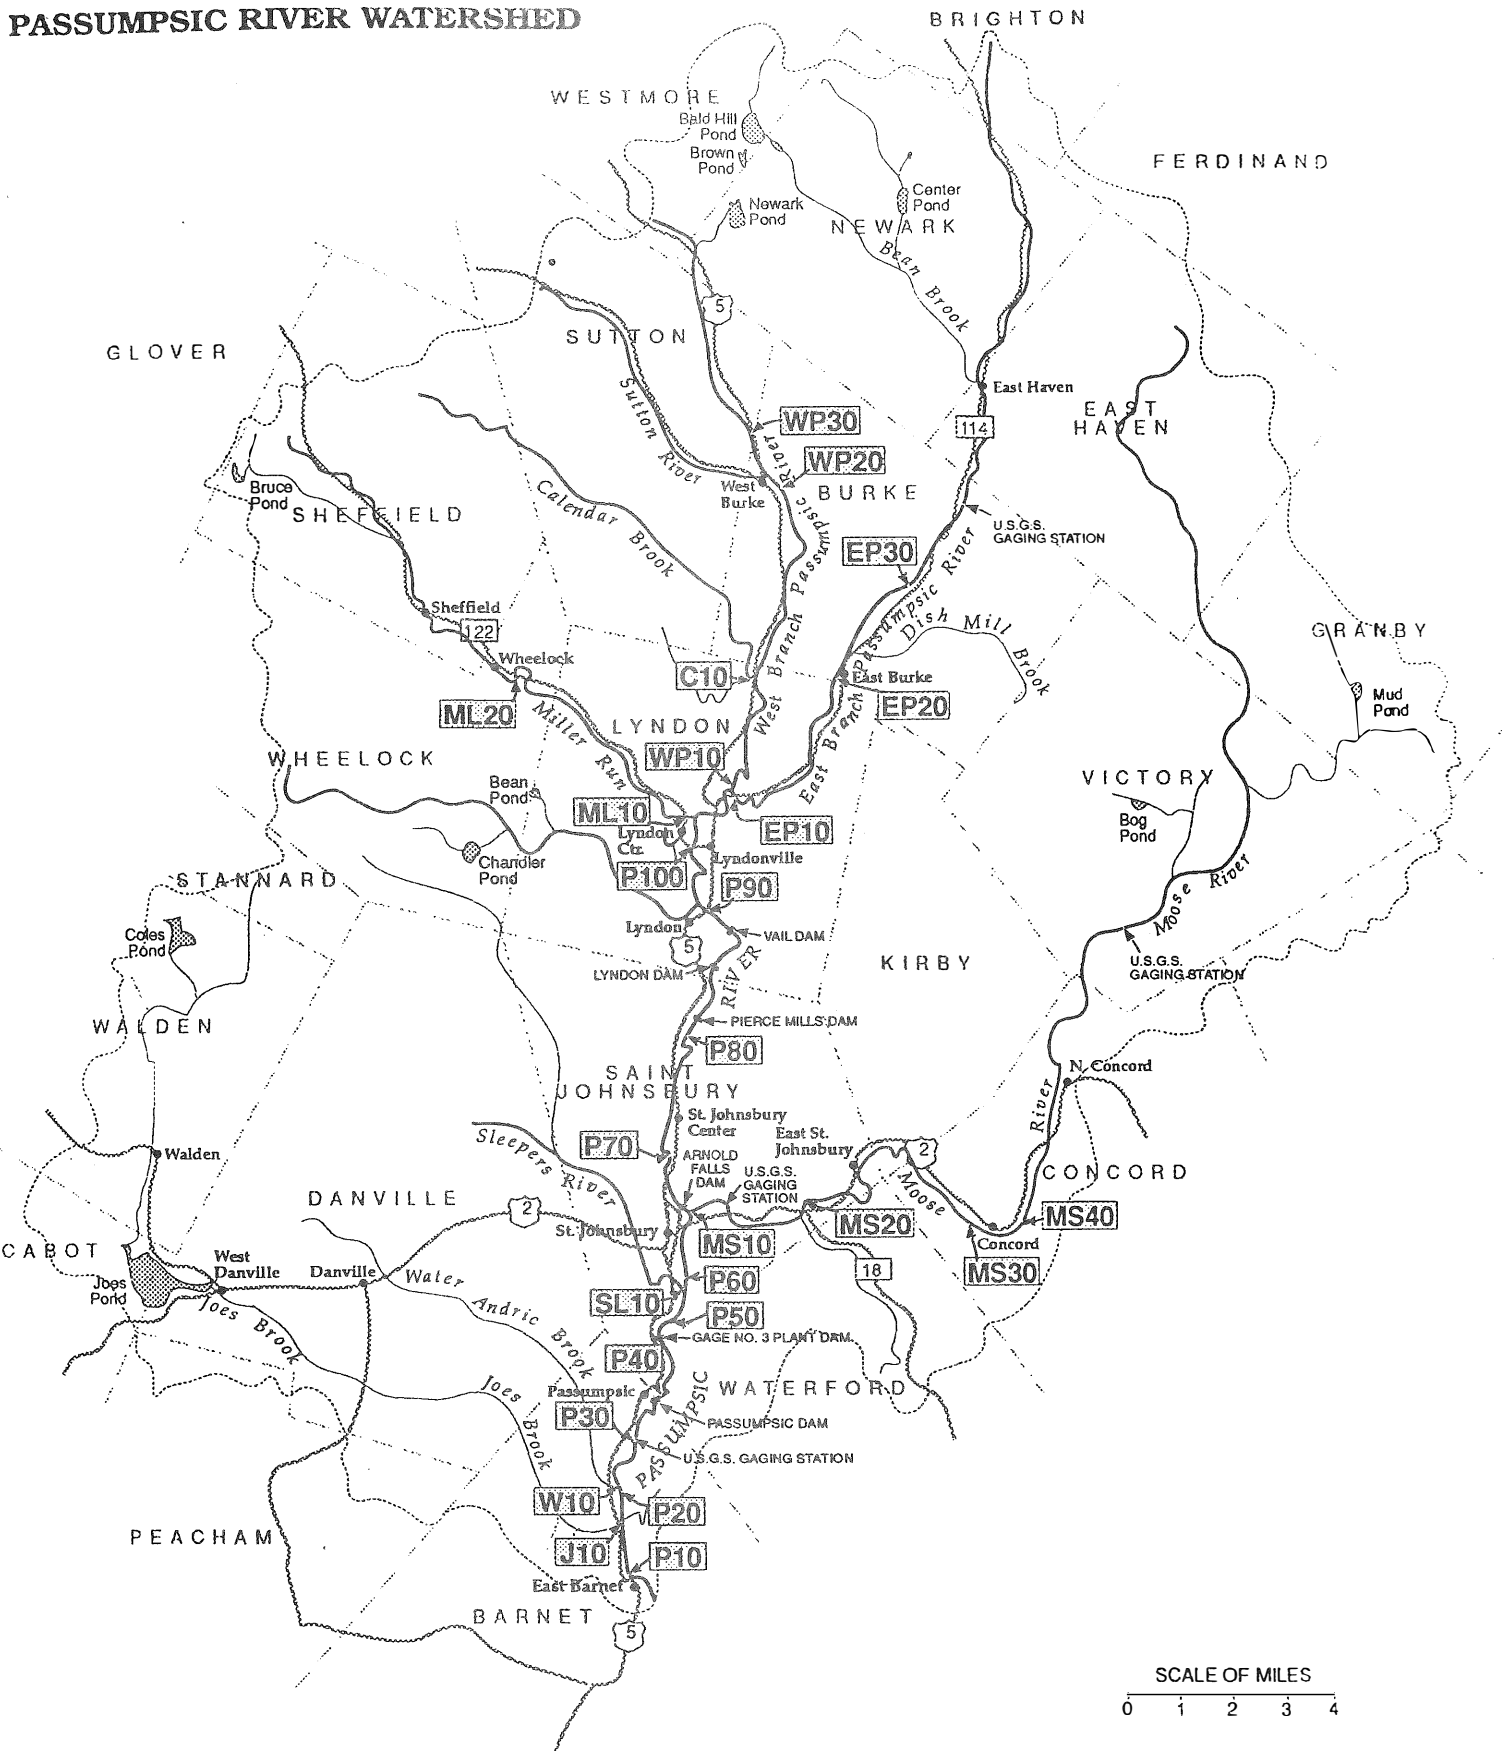 PASSUMPSIC RIVER WATERSHED
BRIGHTON
WESTMORE
Bald Hill
Pond
Brown
Pond
FERDINAND
Newark
Pond
Center
Pond
NEWARK
Bean Brook
5
SUTTON
GLOVER
East Haven
Sutton River
EAST
HAVEN
WP30
114
WP20
West
Burke
BURKE
Bruce
Pond
SHEFFIELD
Calendar Brook
U.S.G.S.
GAGING STATION
EP30
West Branch Passumpsic River
East Branch Passumpsic River
Dish Mill Brook
Sheffield
122
GRANBY
Wheelock
C10
East Burke
Mud
Pond
ML20
EP20
Miller Run
LYNDON
WP10
WHEELOCK
VICTORY
Bean
Pond
ML10
Bog
Pond
Lyndon
Ctr.
EP10
Chandler
Pond
Lyndonville
P100
P90
STANNARD
Moose River
Lyndon
5
VAIL DAM
Coles
Pond
LYNDON DAM
KIRBY
U.S.G.S.
GAGING STATION
PASSUMPSIC RIVER
WALDEN
PIERCE MILLS DAM
P80
SAINT
JOHNSBURY
N. Concord
St. Johnsbury
Center
East St.
Johnsbury
Sleepers River
P70
ARNOLD
FALLS
DAM
U.S.G.S.
GAGING
STATION
2
Walden
Moose River
CONCORD
DANVILLE
2
St. Johnsbury
MS10
MS20
MS40
Concord
MS30
CABOT
West
Danville
Danville
Joes
Pond
Water Andric Brook
18
P60
SL10
P50
Joes Brook
GAGE NO. 3 PLANT DAM
P40
Passumpsic
WATERFORD
Joes Brook
P30
PASSUMPSIC DAM
U.S.G.S. GAGING STATION
W10
P20
PEACHAM
J10
P10
East Barnet
BARNET
5
SCALE OF MILES
0 1 2 3 4